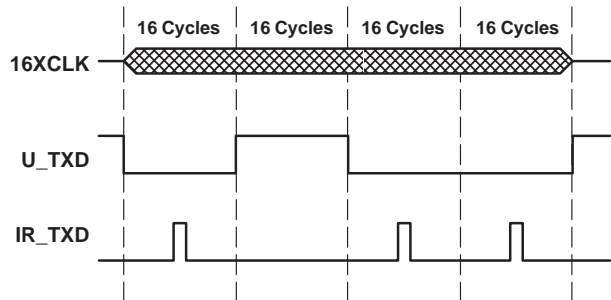 16 Cycles 16 Cycles 16 Cycles 16 Cycles
16XCLK
U_TXD
IR_TXD